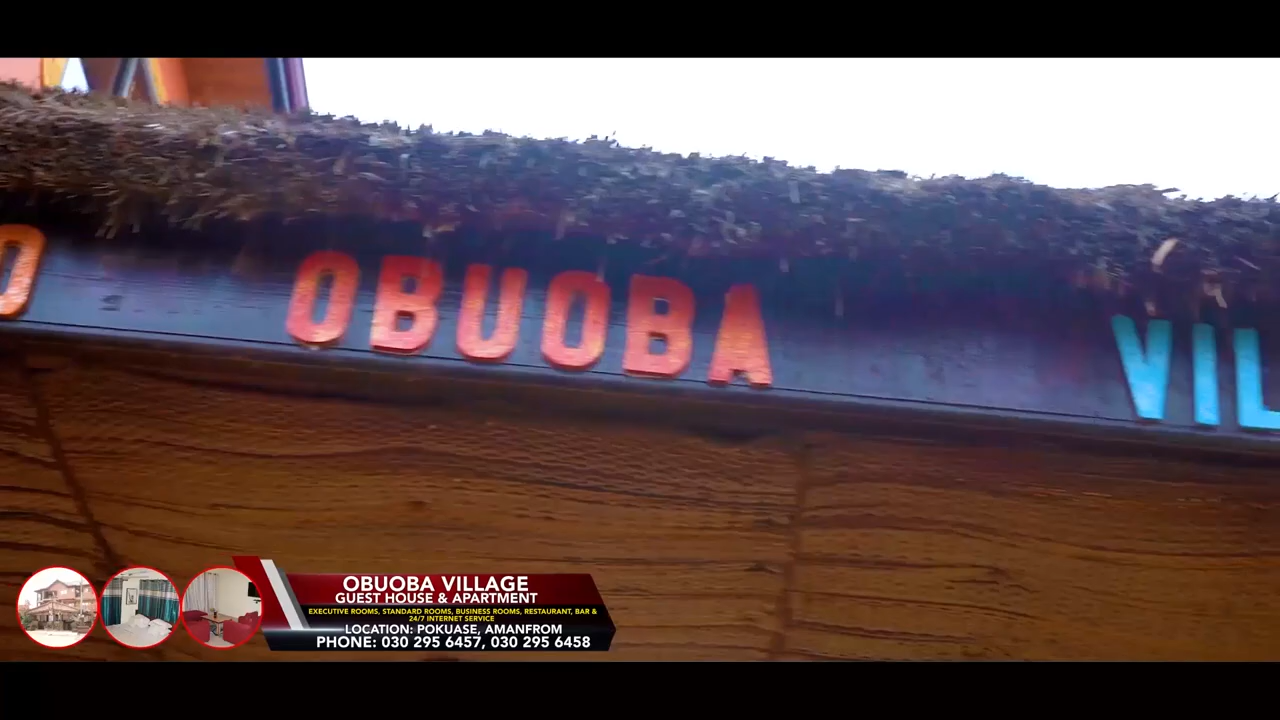 O OBUOBA VIL
OBUOBA VILLAGE
GUEST HOUSE & APARTMENT
EXECUTIVE ROOMS, STANDARD ROOMS, BUSINESS ROOMS, RESTAURANT, BAR &
24/7 INTERNET SERVICE
LOCATION: POKUASE, AMANFROM
PHONE: 030 295 6457, 030 295 6458